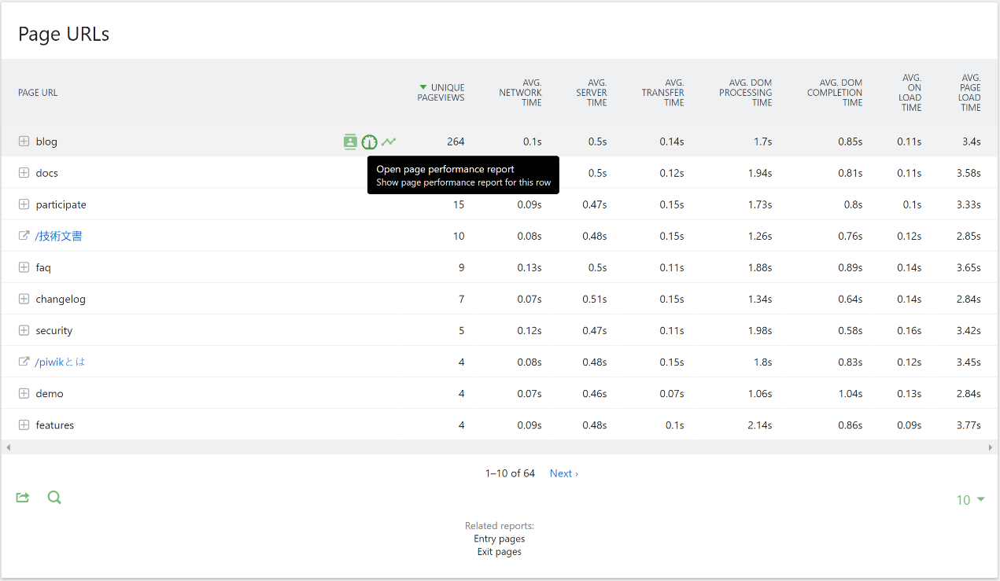 Page URLs
PAGE URL
UNIQUE PAGEVIEWS
AVG. NETWORK TIME
AVG. SERVER TIME
AVG. TRANSFER TIME
AVG. DOM PROCESSING TIME
AVG. DOM COMPLETION TIME
AVG. ON LOAD TIME
AVG. PAGE LOAD TIME
blog 264 0.1s 0.5s 0.14s 1.7s 0.85s 0.11s 3.4s
Open page performance report
Show page performance report for this row
docs 0.5s 0.12s 1.94s 0.81s 0.11s 3.58s
participate 15 0.09s 0.47s 0.15s 1.73s 0.8s 0.1s 3.33s
/技術文書 10 0.08s 0.48s 0.15s 1.26s 0.76s 0.12s 2.85s
faq 9 0.13s 0.5s 0.11s 1.88s 0.89s 0.14s 3.65s
changelog 7 0.07s 0.51s 0.15s 1.34s 0.64s 0.14s 2.84s
security 5 0.12s 0.47s 0.11s 1.98s 0.58s 0.16s 3.42s
/piwikとは 4 0.08s 0.48s 0.15s 1.8s 0.83s 0.12s 3.45s
demo 4 0.07s 0.46s 0.07s 1.06s 1.04s 0.13s 2.84s
features 4 0.09s 0.48s 0.1s 2.14s 0.86s 0.09s 3.77s
1–10 of 64 Next ›
10
Related reports:
Entry pages
Exit pages